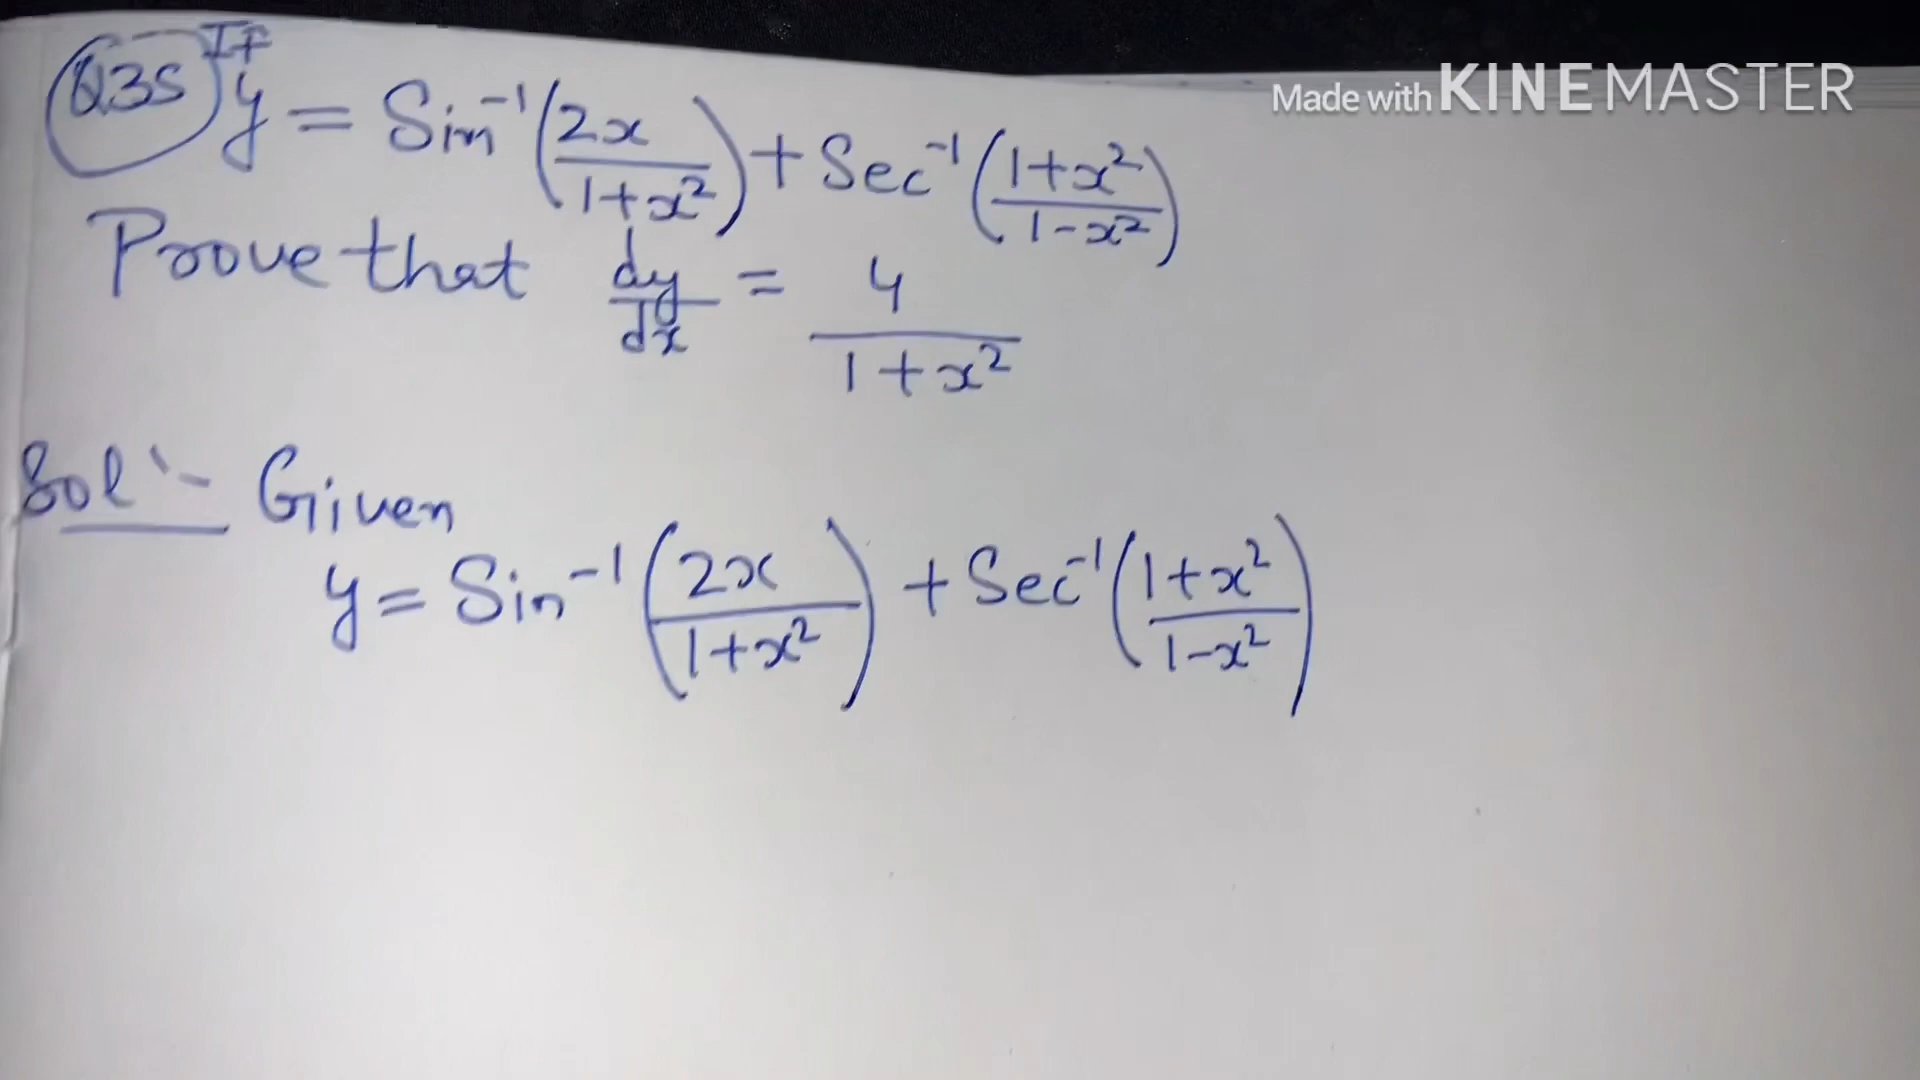 Q35 If y = Sin⁻¹(2x/1+x²) + Sec⁻¹(1+x²/1-x²)
Prove that dy/dx = 4/1+x²
Sol:- Given
y = Sin⁻¹(2x/1+x²) + Sec⁻¹(1+x²/1-x²)
Made with KINEMASTER